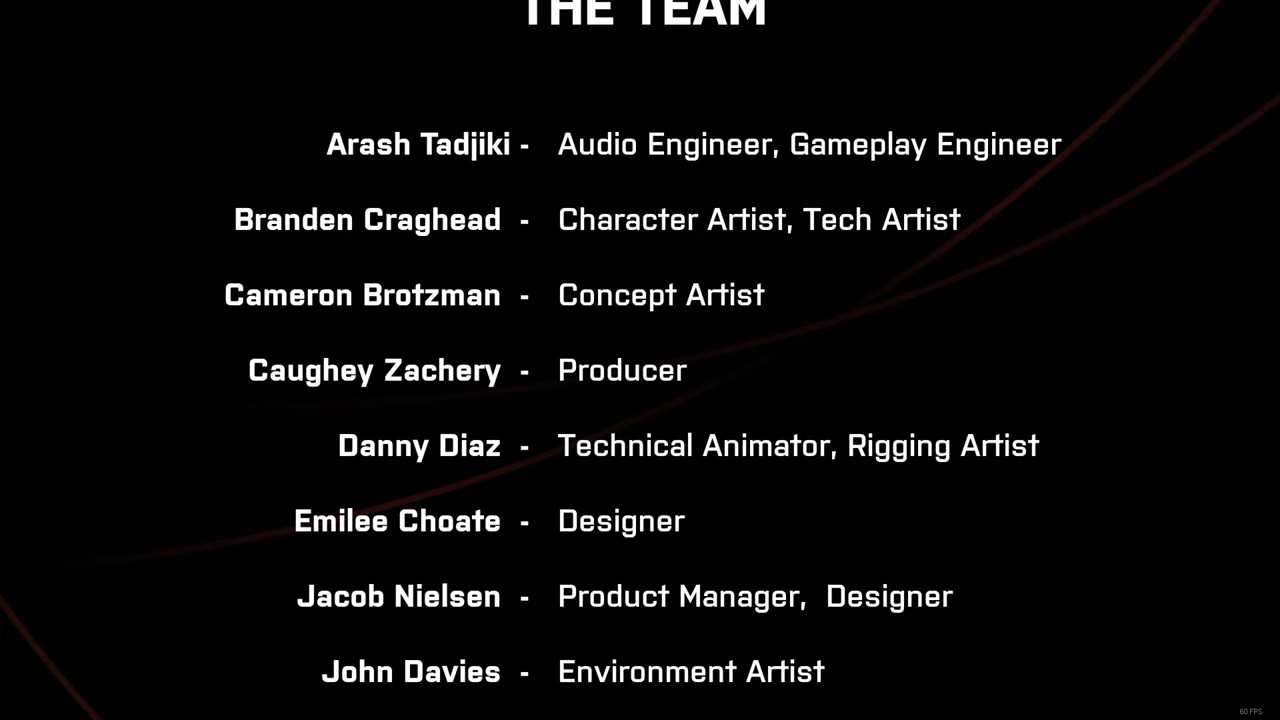 THE TEAM
Arash Tadjiki - Audio Engineer, Gameplay Engineer
Branden Craghead - Character Artist, Tech Artist
Cameron Brotzman - Concept Artist
Caughey Zachery - Producer
Danny Diaz - Technical Animator, Rigging Artist
Emilee Choate - Designer
Jacob Nielsen - Product Manager,  Designer
John Davies - Environment Artist
60 FPS